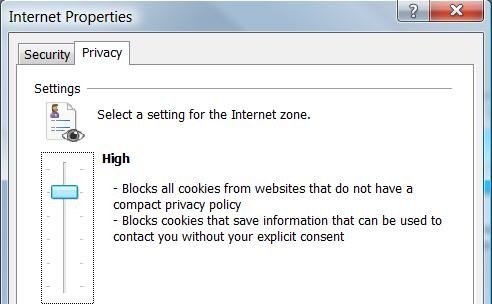 Internet Properties
?
Security
Privacy
Settings
Select a setting for the Internet zone.
High
- Blocks all cookies from websites that do not have a
compact privacy policy
- Blocks cookies that save information that can be used to
contact you without your explicit consent